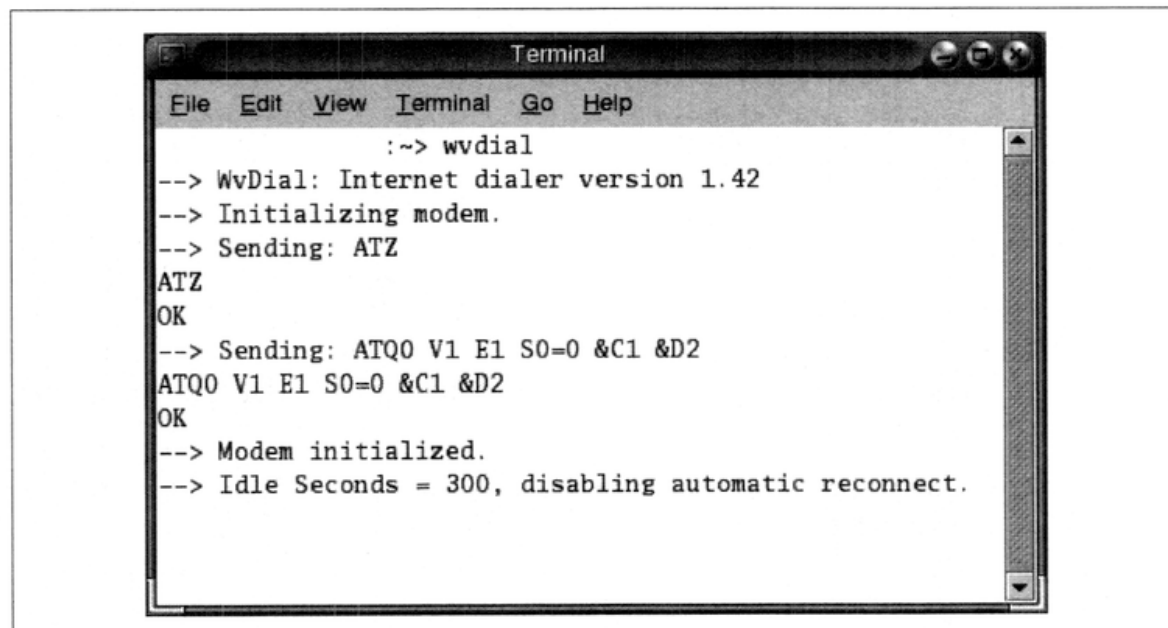 Terminal
File Edit View Terminal Go Help
:~> wvdial
--> WvDial: Internet dialer version 1.42
--> Initializing modem.
--> Sending: ATZ
ATZ
OK
--> Sending: ATQ0 V1 E1 S0=0 &C1 &D2
ATQ0 V1 E1 S0=0 &C1 &D2
OK
--> Modem initialized.
--> Idle Seconds = 300, disabling automatic reconnect.